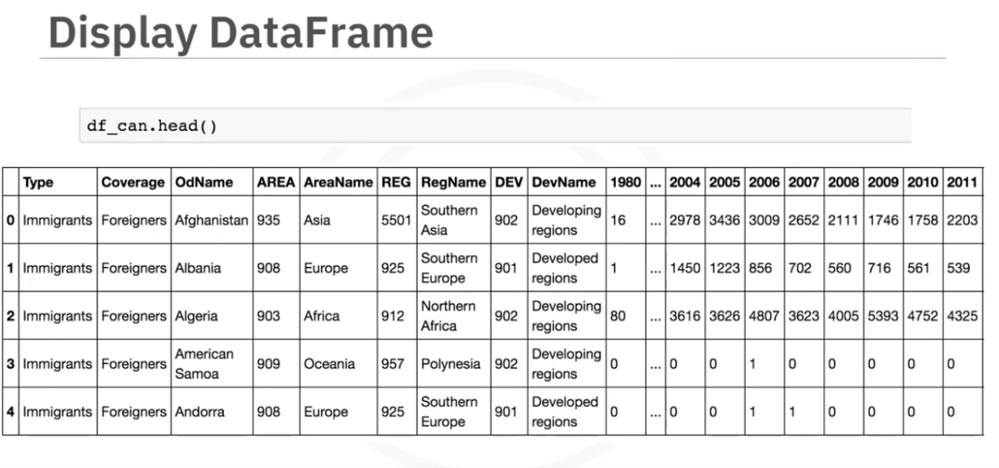 Display DataFrame
df_can.head()
Type Coverage OdName AREA AreaName REG RegName DEV DevName 1980 ... 2004 2005 2006 2007 2008 2009 2010 2011
0 Immigrants Foreigners Afghanistan 935 Asia 5501 Southern Asia 902 Developing regions 16 ... 2978 3436 3009 2652 2111 1746 1758 2203
1 Immigrants Foreigners Albania 908 Europe 925 Southern Europe 901 Developed regions 1 ... 1450 1223 856 702 560 716 561 539
2 Immigrants Foreigners Algeria 903 Africa 912 Northern Africa 902 Developing regions 80 ... 3616 3626 4807 3623 4005 5393 4752 4325
3 Immigrants Foreigners American Samoa 909 Oceania 957 Polynesia 902 Developing regions 0 ... 0 0 1 0 0 0 0 0
4 Immigrants Foreigners Andorra 908 Europe 925 Southern Europe 901 Developed regions 0 ... 0 0 1 1 0 0 0 0